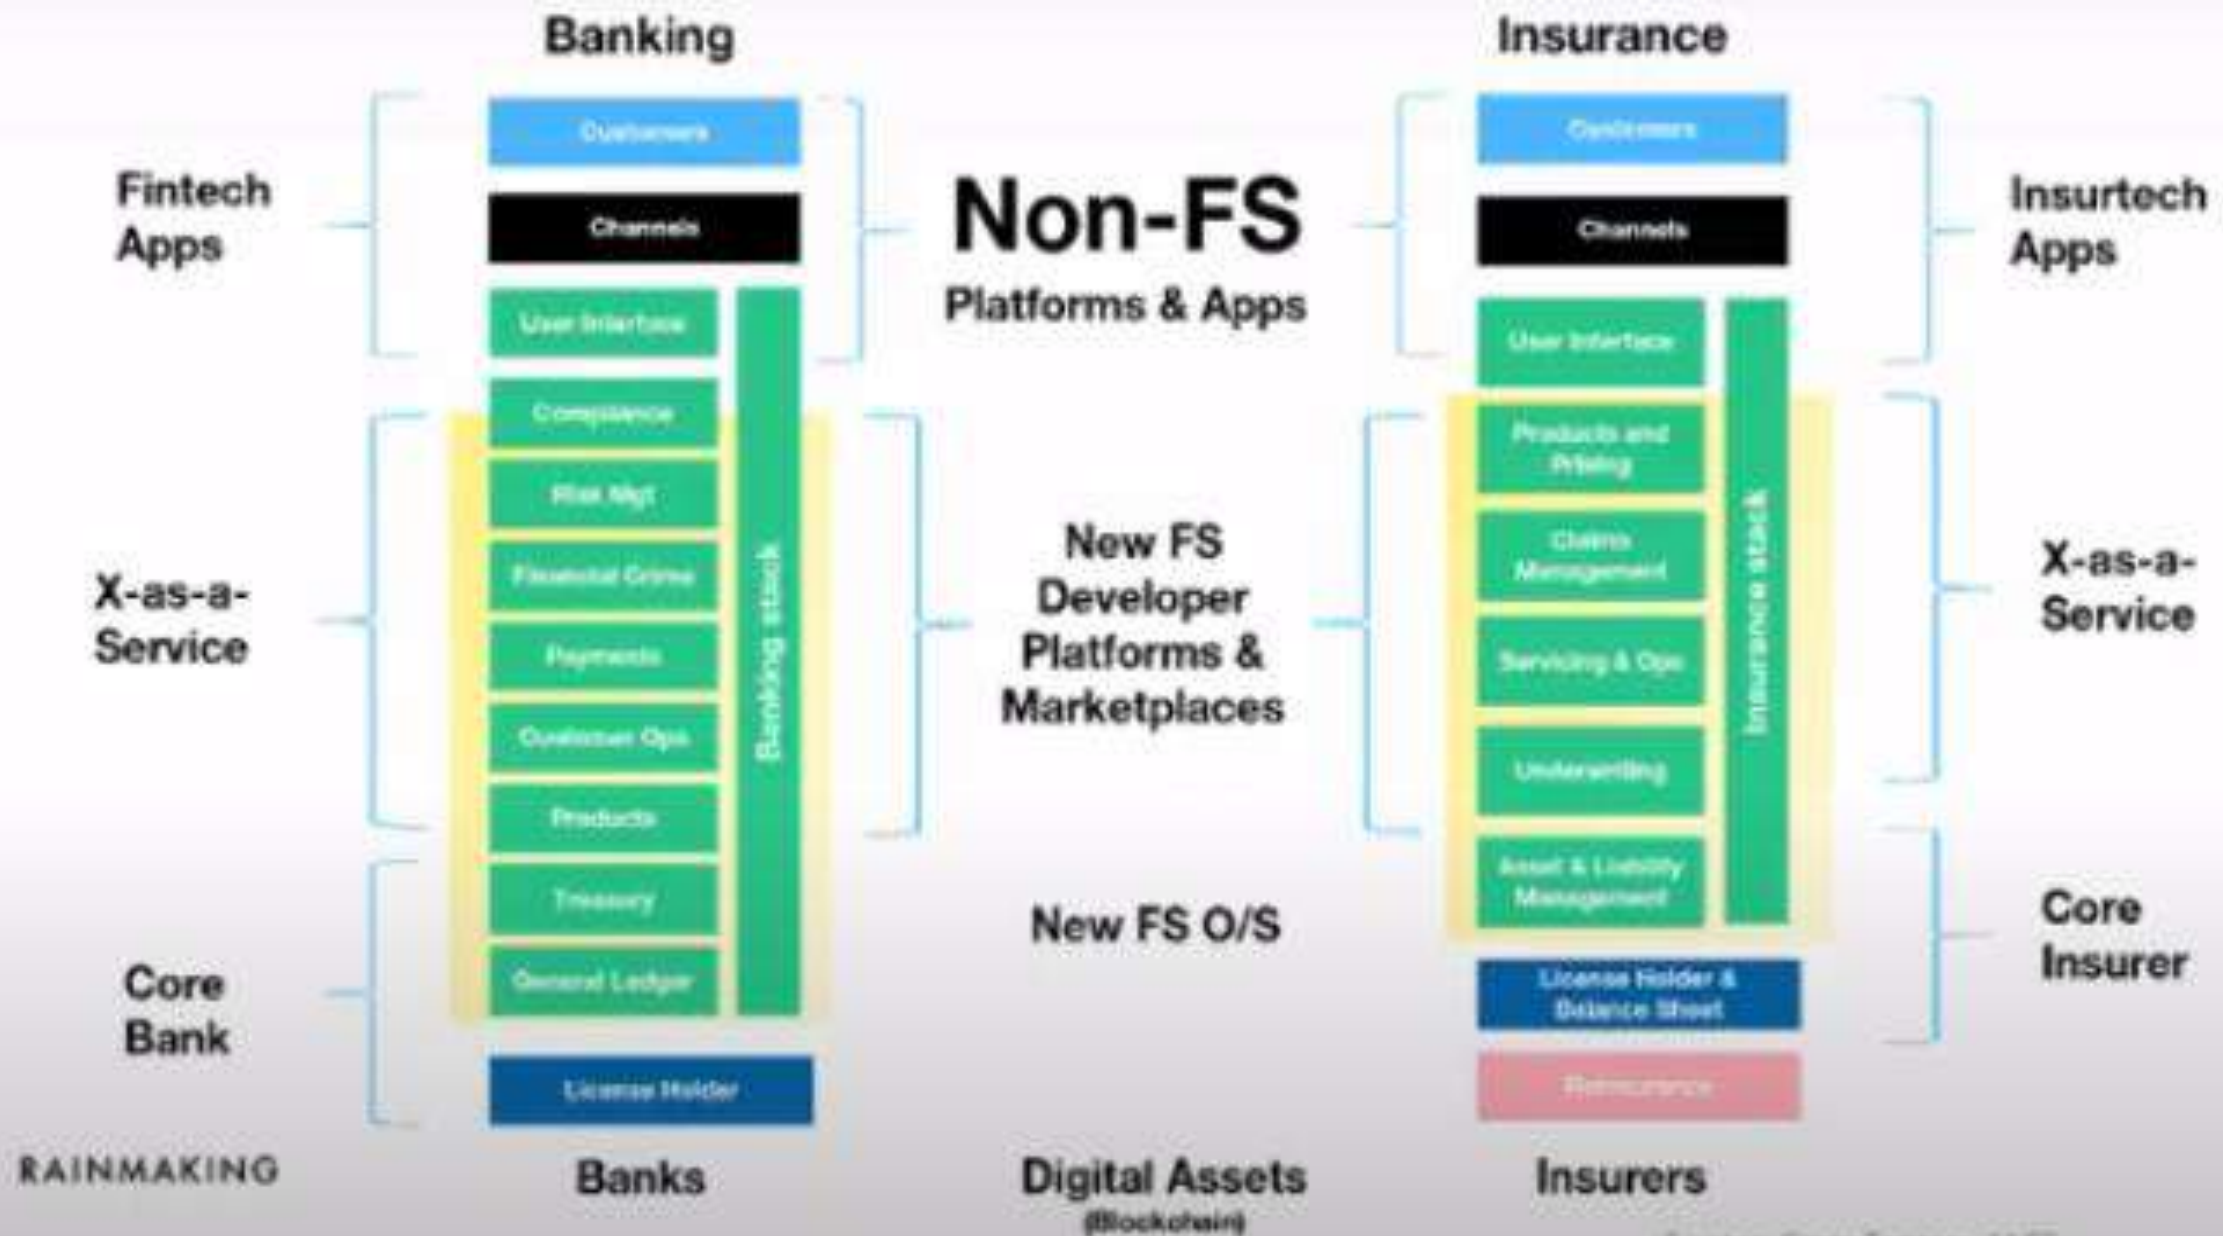 Banking
Insurance
Customers
Customers
Fintech
Apps
Channels
Non-FS
Platforms & Apps
Channels
Insurtech
Apps
User Interface
User Interface
Compliance
Risk Mgt
Financial Crime
Payments
Customer Ops
Products
Treasury
General Ledger
Banking stack
License Holder
X-as-a-
Service
Core
Bank
New FS
Developer
Platforms &
Marketplaces
New FS O/S
Products and
Pricing
Claims
Management
Servicing & Ops
Underwriting
Asset & Liability
Management
Insurance stack
License Holder &
Balance Sheet
Reinsurance
X-as-a-
Service
Core
Insurer
RAINMAKING
Banks
Digital Assets
(Blockchain)
Insurers